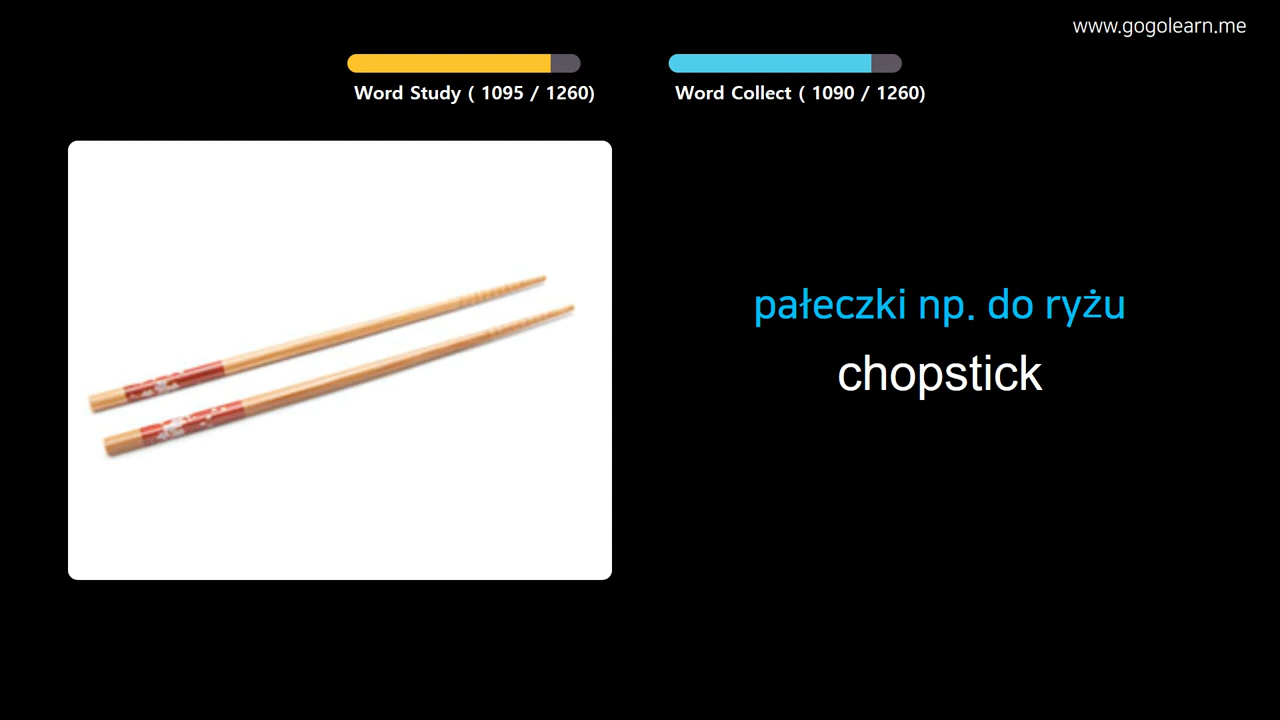 www.gogolearn.me
Word Study ( 1095 / 1260)
Word Collect ( 1090 / 1260)
pałeczki np. do ryżu
chopstick